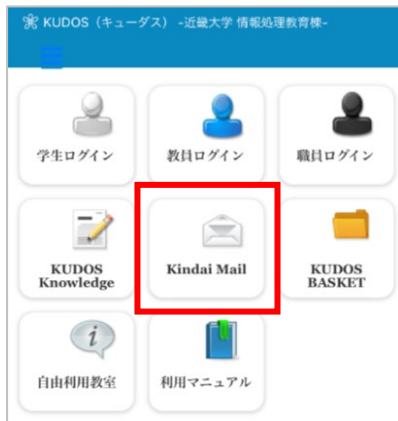 KUDOS（キューダス） -近畿大学 情報処理教育棟-
学生ログイン
教員ログイン
職員ログイン
KUDOS
Knowledge
Kindai Mail
KUDOS
BASKET
自由利用教室
利用マニュアル